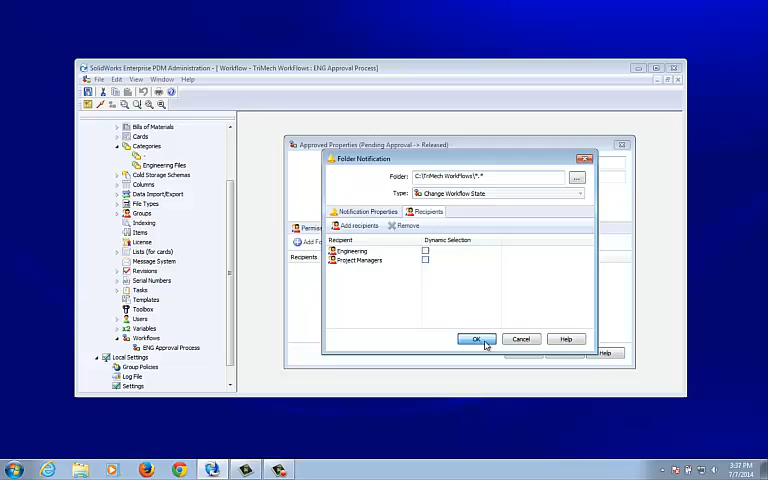 SolidWorks Enterprise PDM Administration - [ Workflow - TriMech WorkFlows : ENG Approval Process]
File Edit View Window Help
Bills of Materials
Cards
Categories
-
Engineering Files
Cold Storage Schemas
Columns
Data Import/Export
File Types
Groups
Indexing
Items
License
Lists (for cards)
Message System
Revisions
Serial Numbers
Tasks
Templates
Toolbox
Users
Variables
Workflows
ENG Approval Process
Local Settings
Group Policies
Log File
Settings
Approved Properties (Pending Approval -> Released)
Permiss
Add Fo
Recipients
Help
Folder Notification
Folder: C:\TriMech WorkFlows\*.* ...
Type: Change Workflow State
Notification Properties Recipients
Add recipients Remove
Recipient Dynamic Selection
Engineering
Project Managers
OK Cancel Help
3:37 PM
7/7/2014